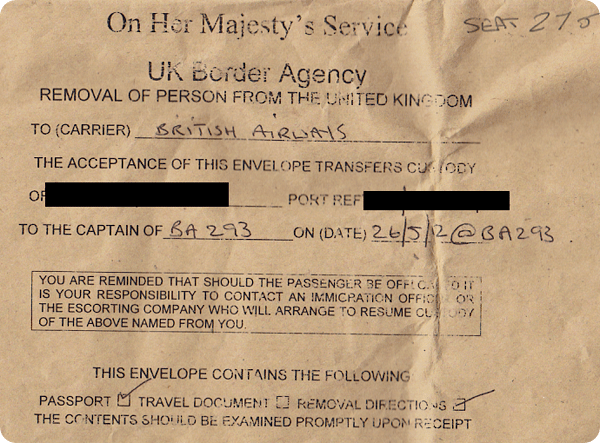 On Her Majesty's Service
SEAT 27
UK Border Agency
REMOVAL OF PERSON FROM THE UNITED KINGDOM
TO (CARRIER) BRITISH AIRWAYS
THE ACCEPTANCE OF THIS ENVELOPE TRANSFERS CUSTODY
OF PORT REF
TO THE CAPTAIN OF BA 293 ON (DATE) 26/5/2@BA293
YOU ARE REMINDED THAT SHOULD THE PASSENGER BE IT
IS YOUR RESPONSIBILITY TO CONTACT AN IMMIGRATION OFFICER OR
THE ESCORTING COMPANY WHO WILL ARRANGE TO RESUME CUSTODY
OF THE ABOVE NAMED FROM YOU.
THIS ENVELOPE CONTAINS THE FOLLOWING
PASSPORT TRAVEL DOCUMENT REMOVAL DIRECTIONS
THE CONTENTS SHOULD BE EXAMINED PROMPTLY UPON RECEIPT